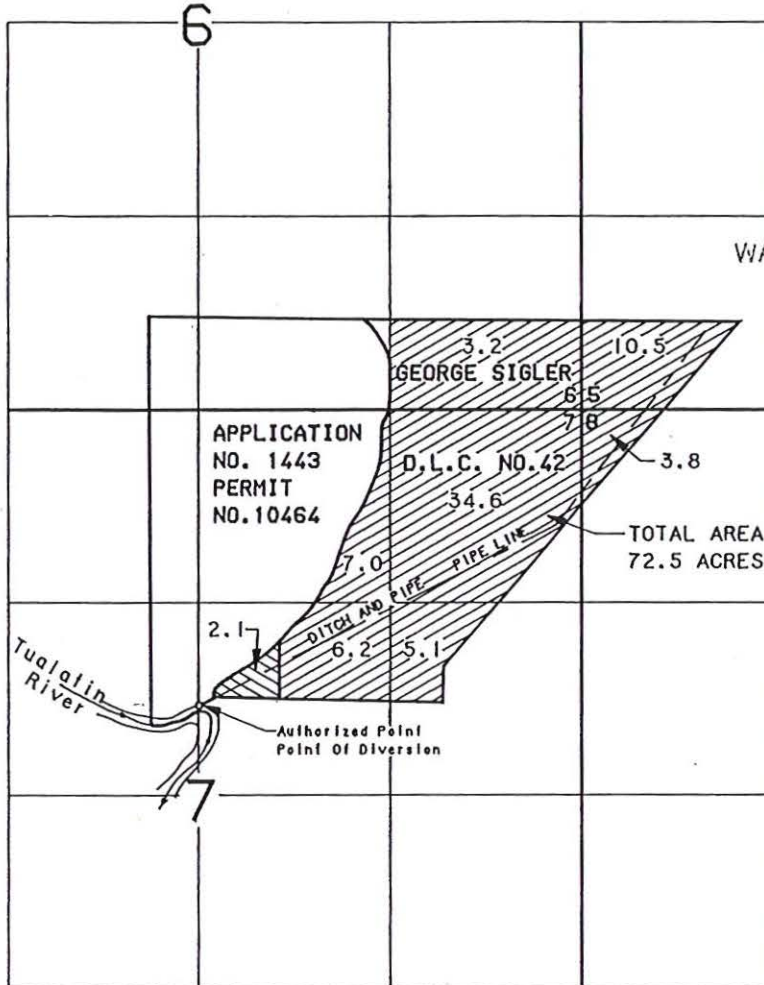 6
WA
3.2
10.5
GEORGE SIGLER
6 5
7 8
APPLICATION
NO. 1443
PERMIT
NO.10464
D.L.C. NO.42
3.8
34.6
TOTAL AREA
72.5 ACRES
7.0
DITCH AND PIPE PIPE LINE
2.1
6.2
5.1
Tualatin
River
Authorized Point
Point Of Diversion
7